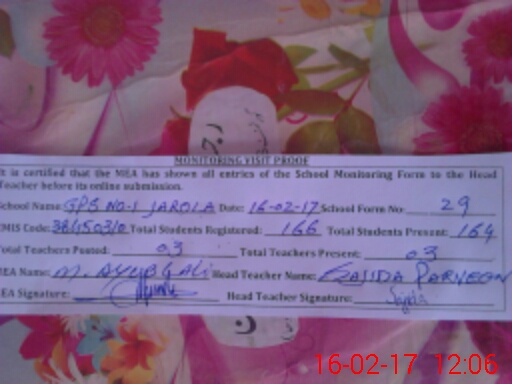 MONITORING VISIT PROOF
It is certified that the MEA has shown all entries of the School Monitoring Form to the Head
Teacher before its online submission.
School Name: GPS NO-1 JAROLA Date: 16-02-17 School Form No 29
EMIS Code: Total Students Registered: 166 Total Students Present: 164
Total Teachers Posted: 03 Total Teachers Present: 03
MEA Name: M. AYUB ALI Head Teacher Name: SAJIDA PARVEEN
MEA Signature: Head Teacher Signature: Sajida
16-02-17 12:06